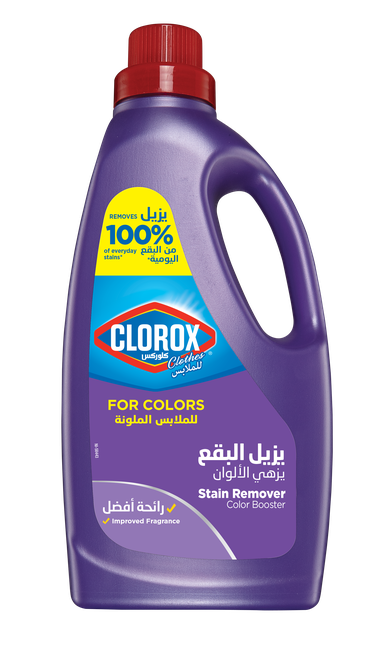 REMOVES يزيل
100%
of everyday من البقع
stains* اليومية*
CLOROX
كلوركس Clothes
للملابس
FOR COLORS
للملابس الملونة
يزيل البقع
يزهي الألوان
Stain Remover
Color Booster
رائحة أفضل
Improved Fragrance